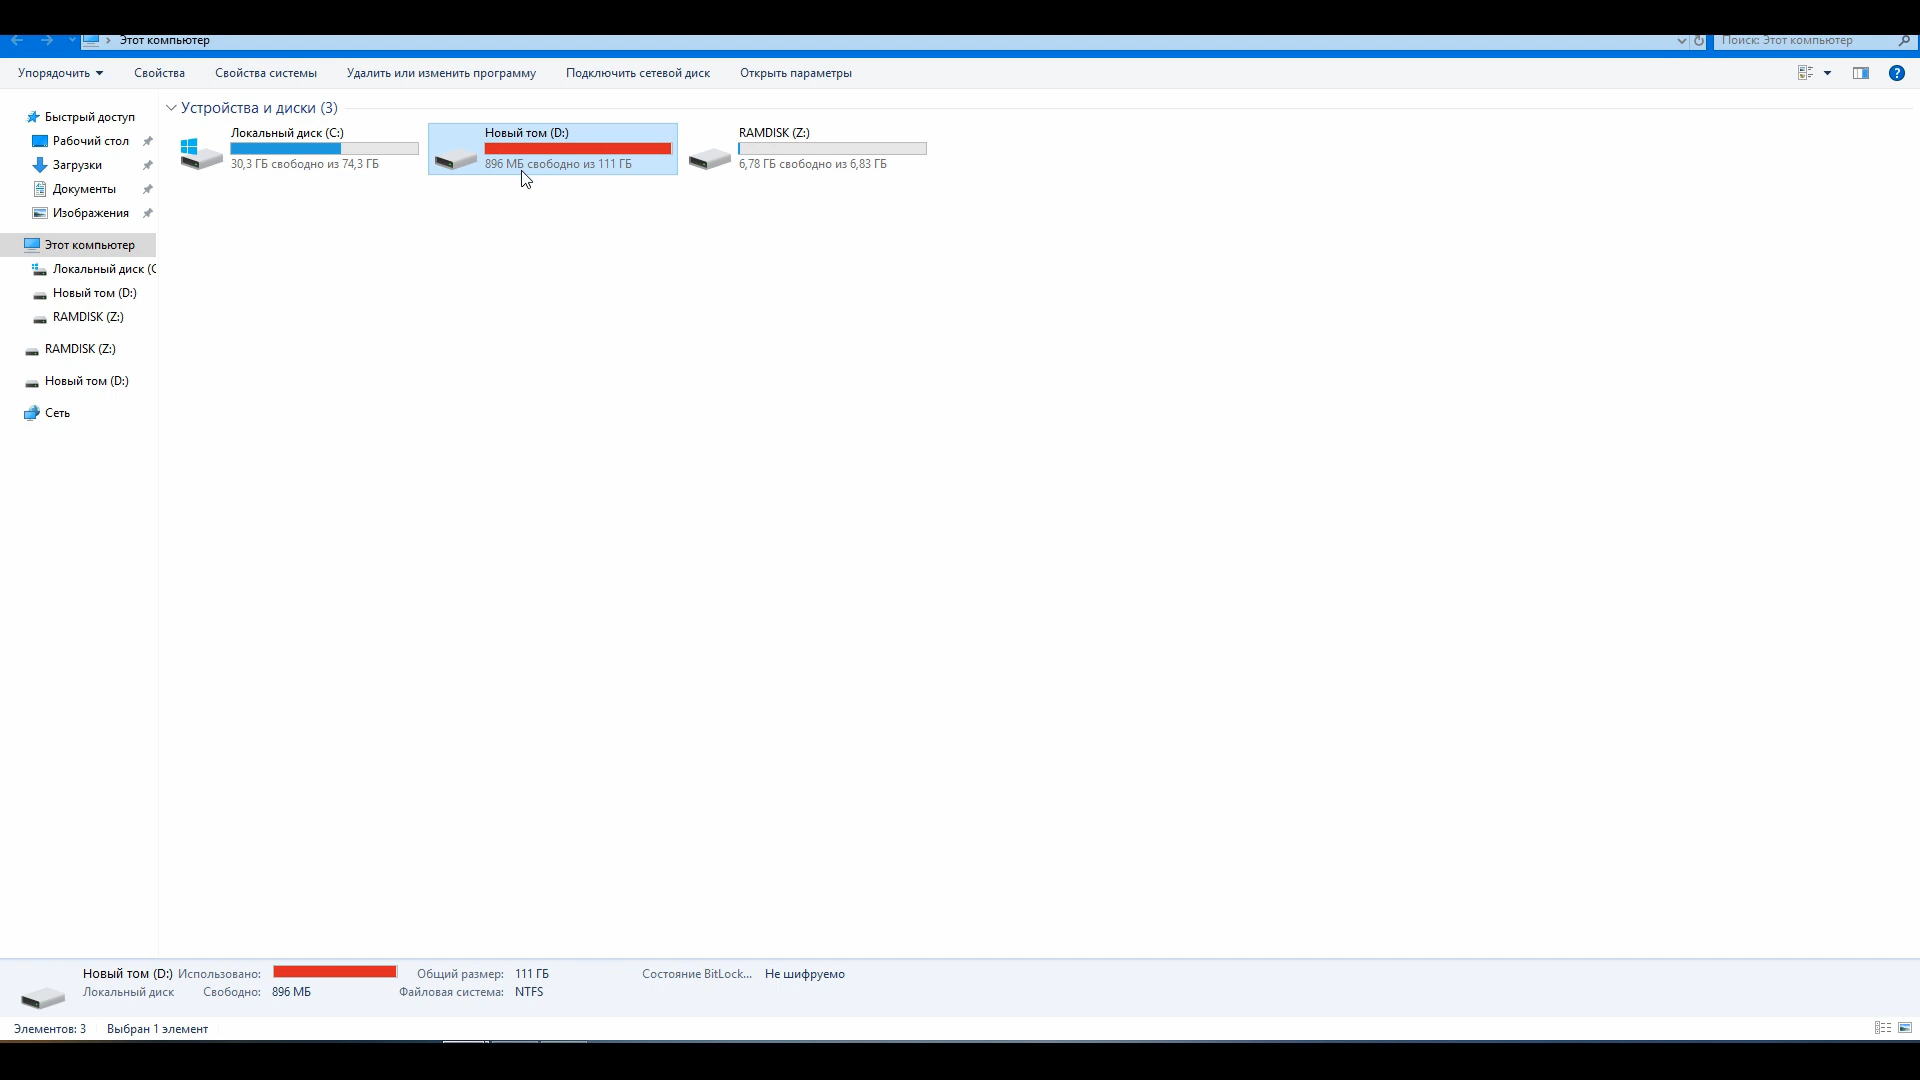 Этот компьютер
Поиск: Этот компьютер
Упорядочить Свойства Свойства системы Удалить или изменить программу Подключить сетевой диск Открыть параметры
Быстрый доступ
Рабочий стол
Загрузки
Документы
Изображения
Этот компьютер
Локальный диск (C
Новый том (D:)
RAMDISK (Z:)
RAMDISK (Z:)
Новый том (D:)
Сеть
Устройства и диски (3)
Локальный диск (C:)
30,3 ГБ свободно из 74,3 ГБ
Новый том (D:)
896 МБ свободно из 111 ГБ
RAMDISK (Z:)
6,78 ГБ свободно из 6,83 ГБ
Новый том (D:) Использовано: Общий размер: 111 ГБ Состояние BitLock... Не шифруемо
Локальный диск Свободно: 896 МБ Файловая система: NTFS
Элементов: 3 Выбран 1 элемент